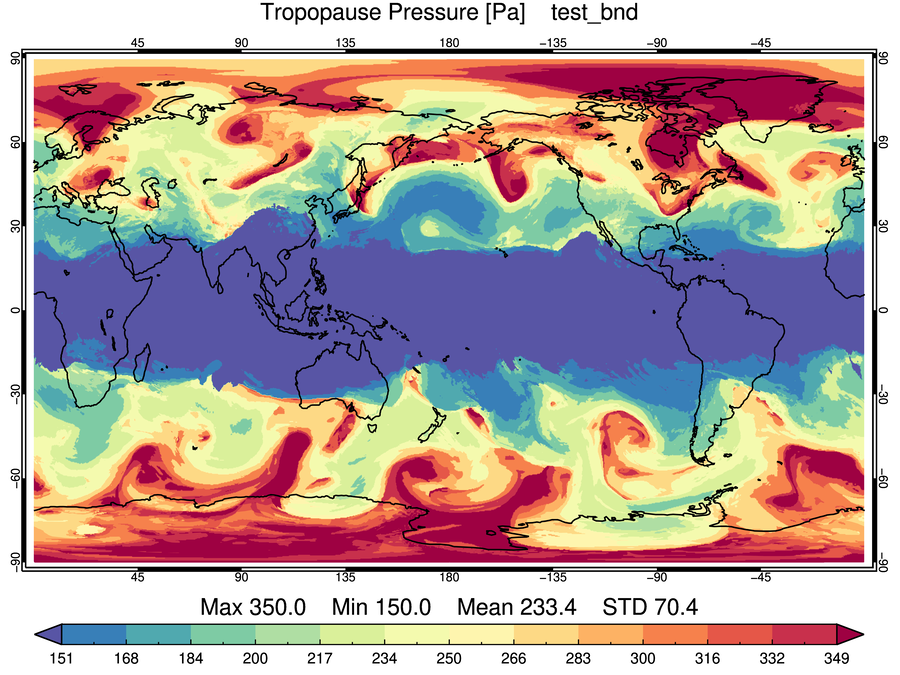 Tropopause Pressure [Pa] test_bnd
45 90 135 180 −135 −90 −45
90 90
60 60
30 30
0 0
−30 −30
−60 −60
−90 −90
45 90 135 180 −135 −90 −45
Max 350.0 Min 150.0 Mean 233.4 STD 70.4
151 168 184 200 217 234 250 266 283 300 316 332 349